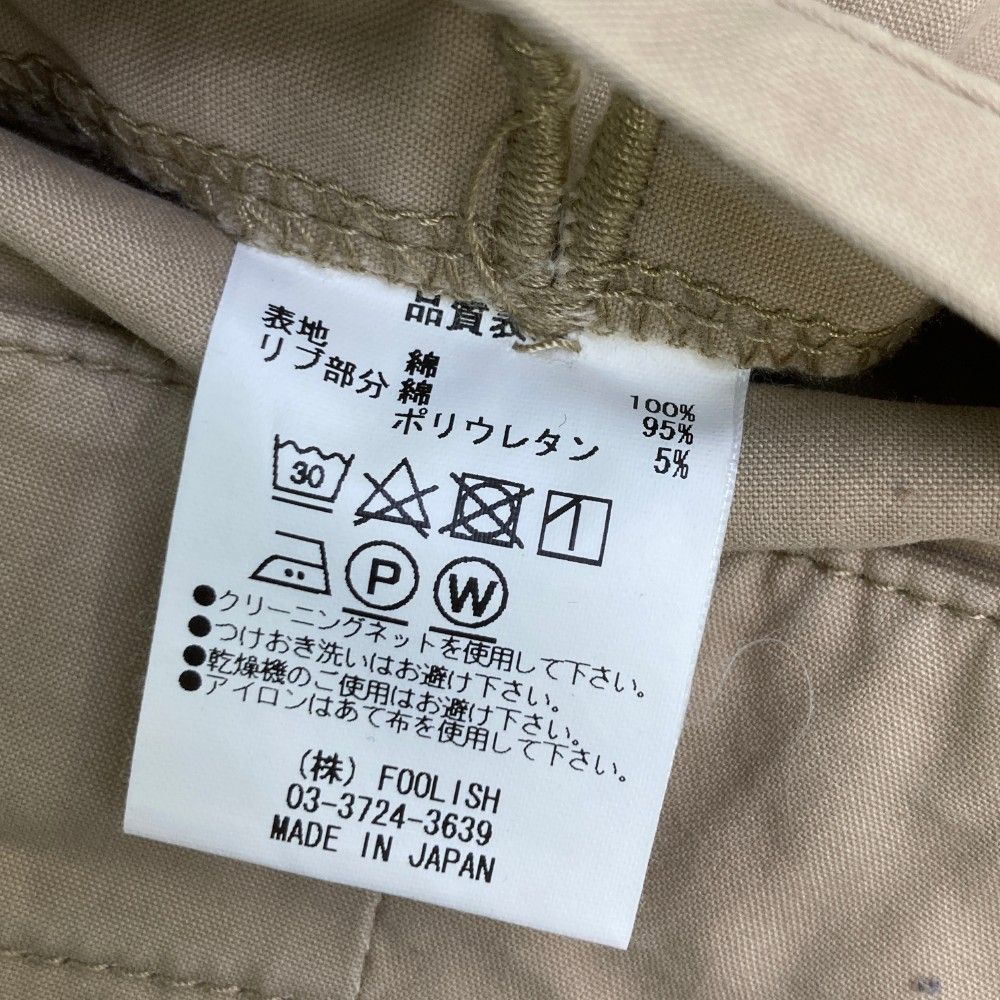 品質表
表地 綿 100%
リブ部分 綿 95%
ポリウレタン 5%
30
P W
●クリーニングネットを使用して下さい。
●つけおき洗いはお避け下さい。
●乾燥機のご使用はお避け下さい。
●アイロンはあて布を使用して下さい。
(株) FOOLISH
03-3724-3639
MADE IN JAPAN